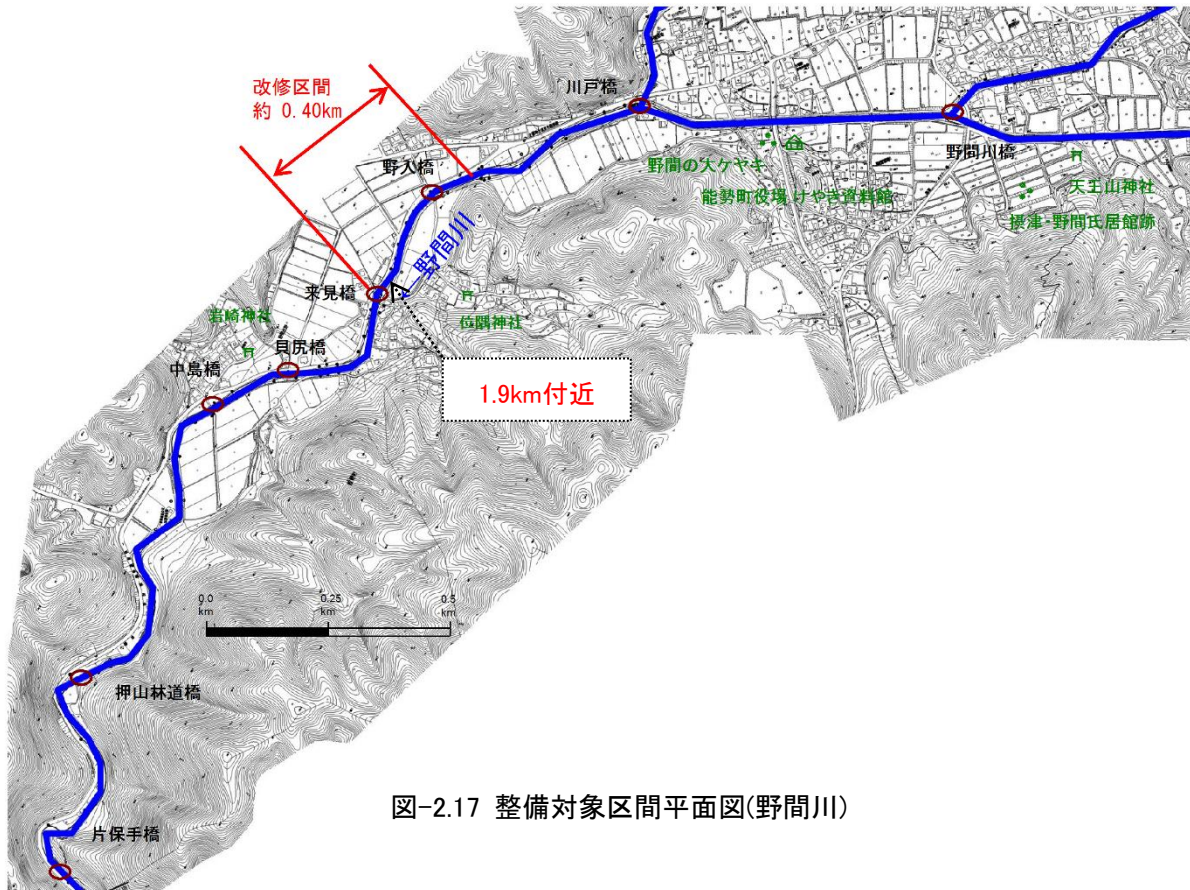 改修区間
約 0.40km
川戸橋
野入橋
野間の大ケヤキ
野間川橋
能勢町役場 けやき資料館
天王山神社
摂津・野間氏居館跡
←野間川
来見橋
位隅神社
岩崎神社
貝尻橋
中島橋
1.9km付近
0.0
km
0.25
km
0.5
km
押山林道橋
図-2.17 整備対象区間平面図(野間川)
片保手橋